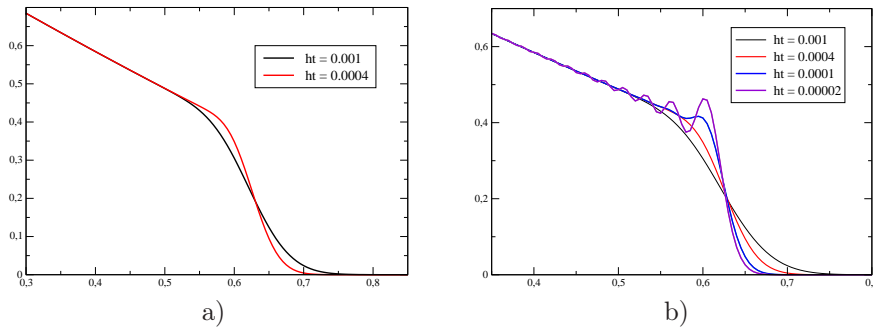 0,6
0,5
0,4
0,3
0,2
0,1
0
0,3
0,4
0,5
0,6
0,7
0,8
ht = 0.001
ht = 0.0004
a)
0,6
0,4
0,2
0
0,4
0,5
0,6
0,7
0,
ht = 0.001
ht = 0.0004
ht = 0.0001
ht = 0.00002
b)